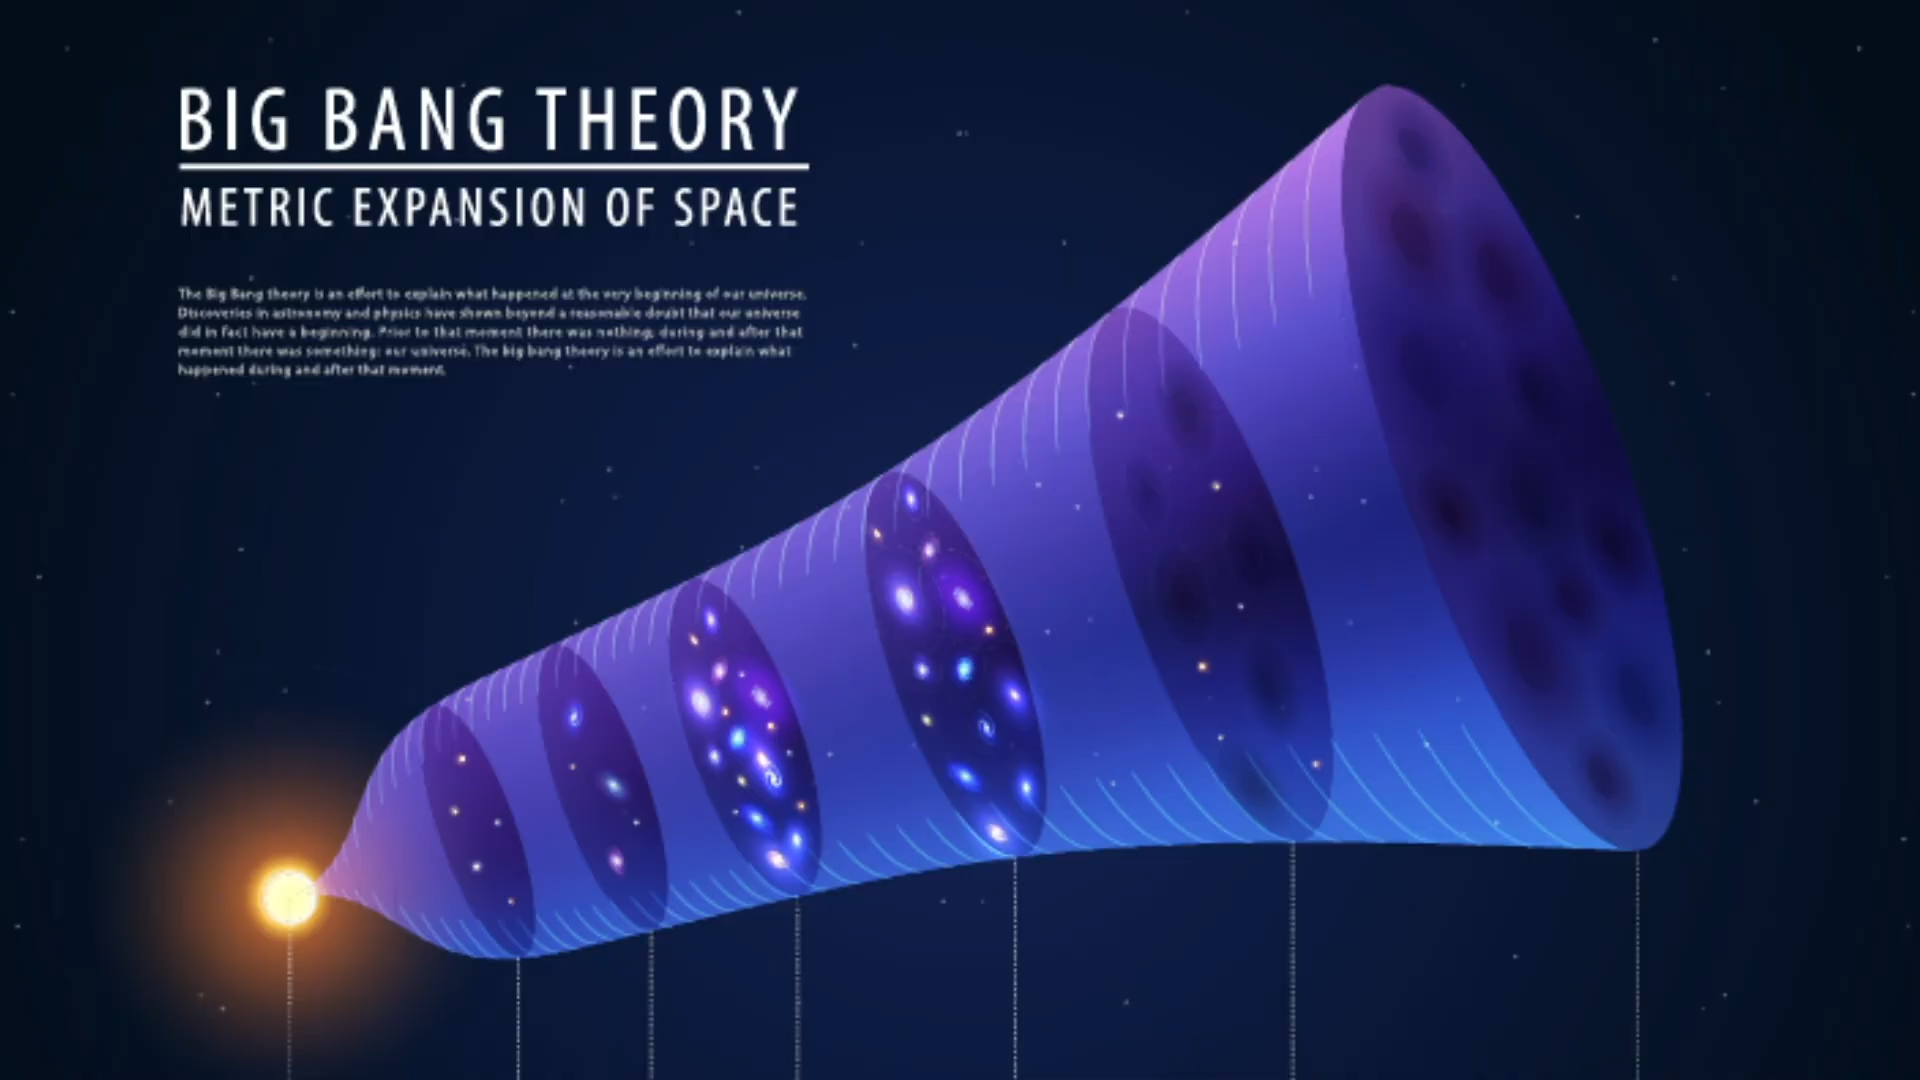 BIG BANG THEORY
METRIC EXPANSION OF SPACE
The Big Bang theory is an effort to explain what happened at the very beginning of our universe.
Discoveries in astronomy and physics have shown beyond a reasonable doubt that our universe
did in fact have a beginning. Prior to that moment there was nothing; during and after that
moment there was something: our universe. The big bang theory is an effort to explain what
happened during and after that moment.